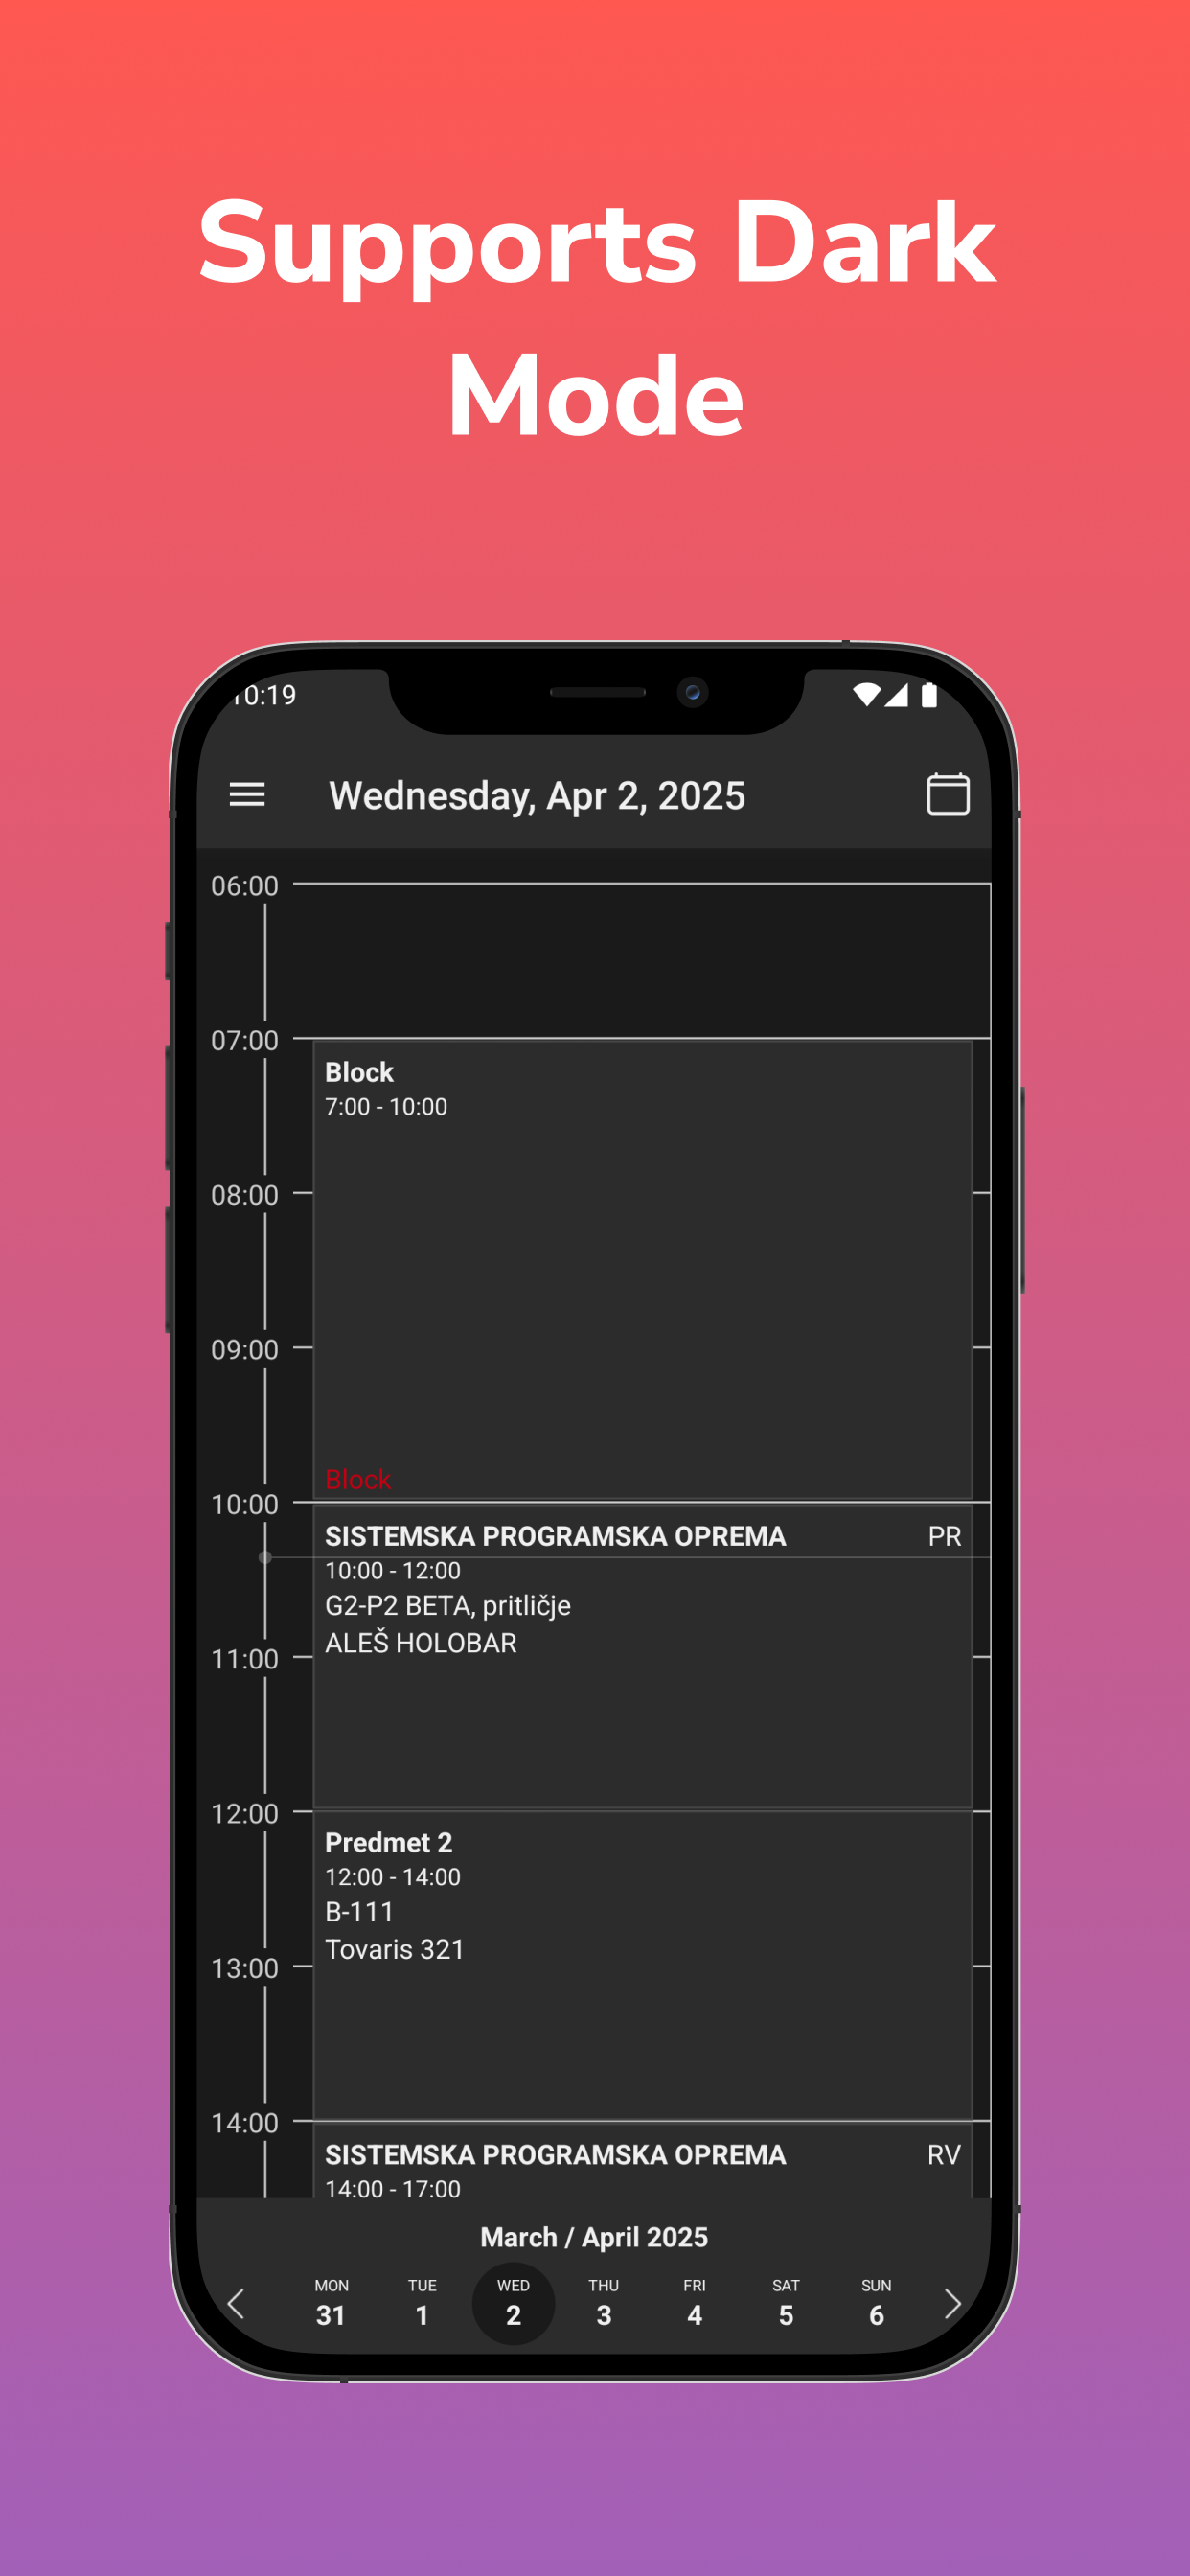 Supports Dark
Mode
10:19
Wednesday, Apr 2, 2025
06:00
07:00
Block
7:00 - 10:00
08:00
09:00
Block
10:00
SISTEMSKA PROGRAMSKA OPREMA PR
10:00 - 12:00
G2-P2 BETA, pritličje
ALEŠ HOLOBAR
11:00
12:00
Predmet 2
12:00 - 14:00
B-111
Tovaris 321
13:00
14:00
SISTEMSKA PROGRAMSKA OPREMA RV
14:00 - 17:00
March / April 2025
MON TUE WED THU FRI SAT SUN
31 1 2 3 4 5 6